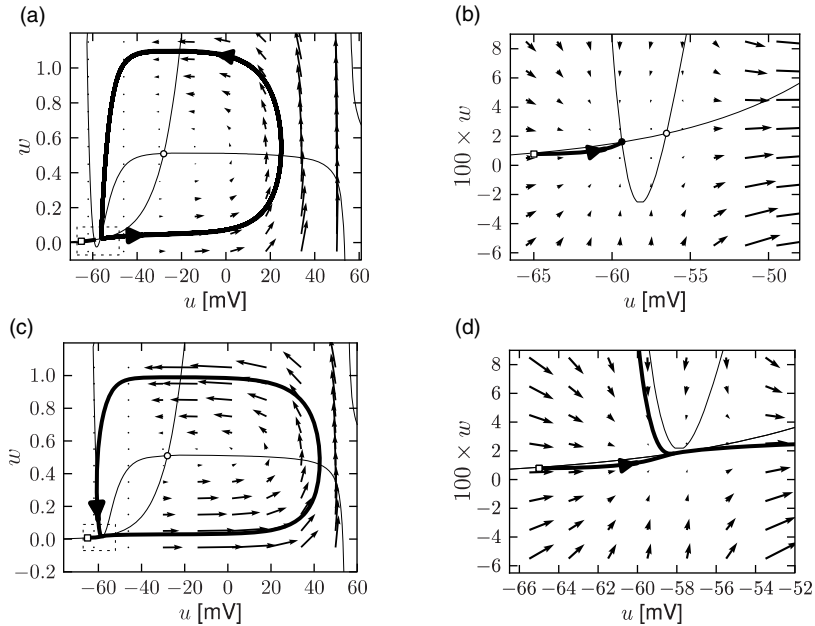 (a)
1.0
0.8
0.6
0.4
0.2
0.0
w
−60 −40 −20 0 20 40 60
u [mV]
(b)
8
6
4
2
0
−2
−4
−6
100 × w
−65 −60 −55 −50
u [mV]
(c)
1.0
0.8
0.6
0.4
0.2
0.0
−0.2
w
−60 −40 −20 0 20 40 60
u [mV]
(d)
8
6
4
2
0
−2
−4
−6
100 × w
−66 −64 −62 −60 −58 −56 −54 −52
u [mV]